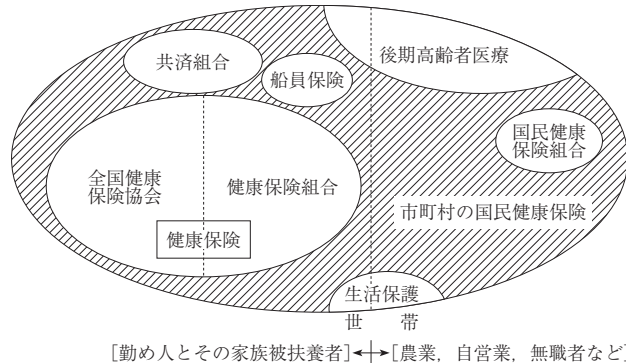 共済組合
船員保険
後期高齢者医療
国民健康
保険組合
全国健康
保険協会
健康保険組合
市町村の国民健康保険
健康保険
生活保護
世帯
[勤め人とその家族被扶養者]↔[農業，自営業，無職者など]